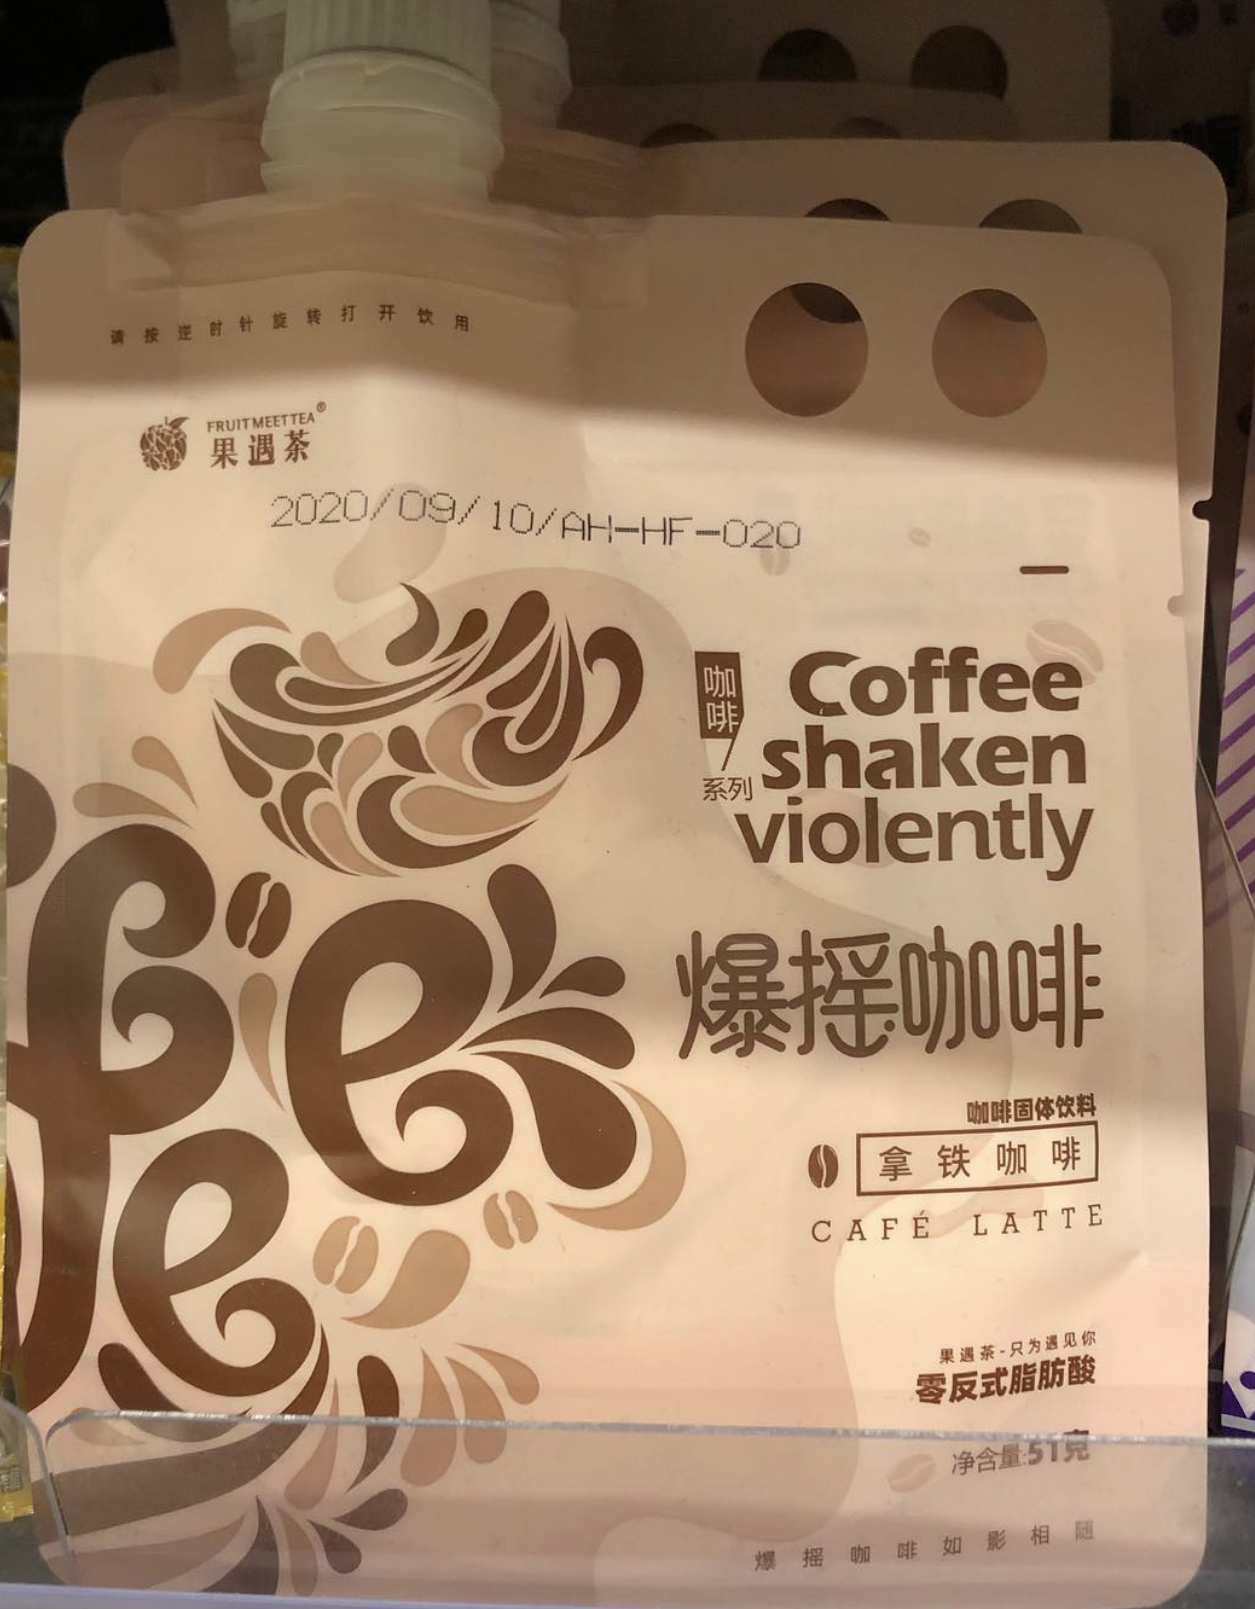 请按逆时针旋转打开饮用
FRUITMEETTEA®
果遇茶
2020/09/10/AH-HF-020
咖啡
系列
Coffee
shaken
violently
爆摇咖啡
咖啡固体饮料
拿铁咖啡
CAFÉ LATTE
果遇茶-只为遇见你
零反式脂肪酸
净含量:51克
爆摇咖啡如影相随